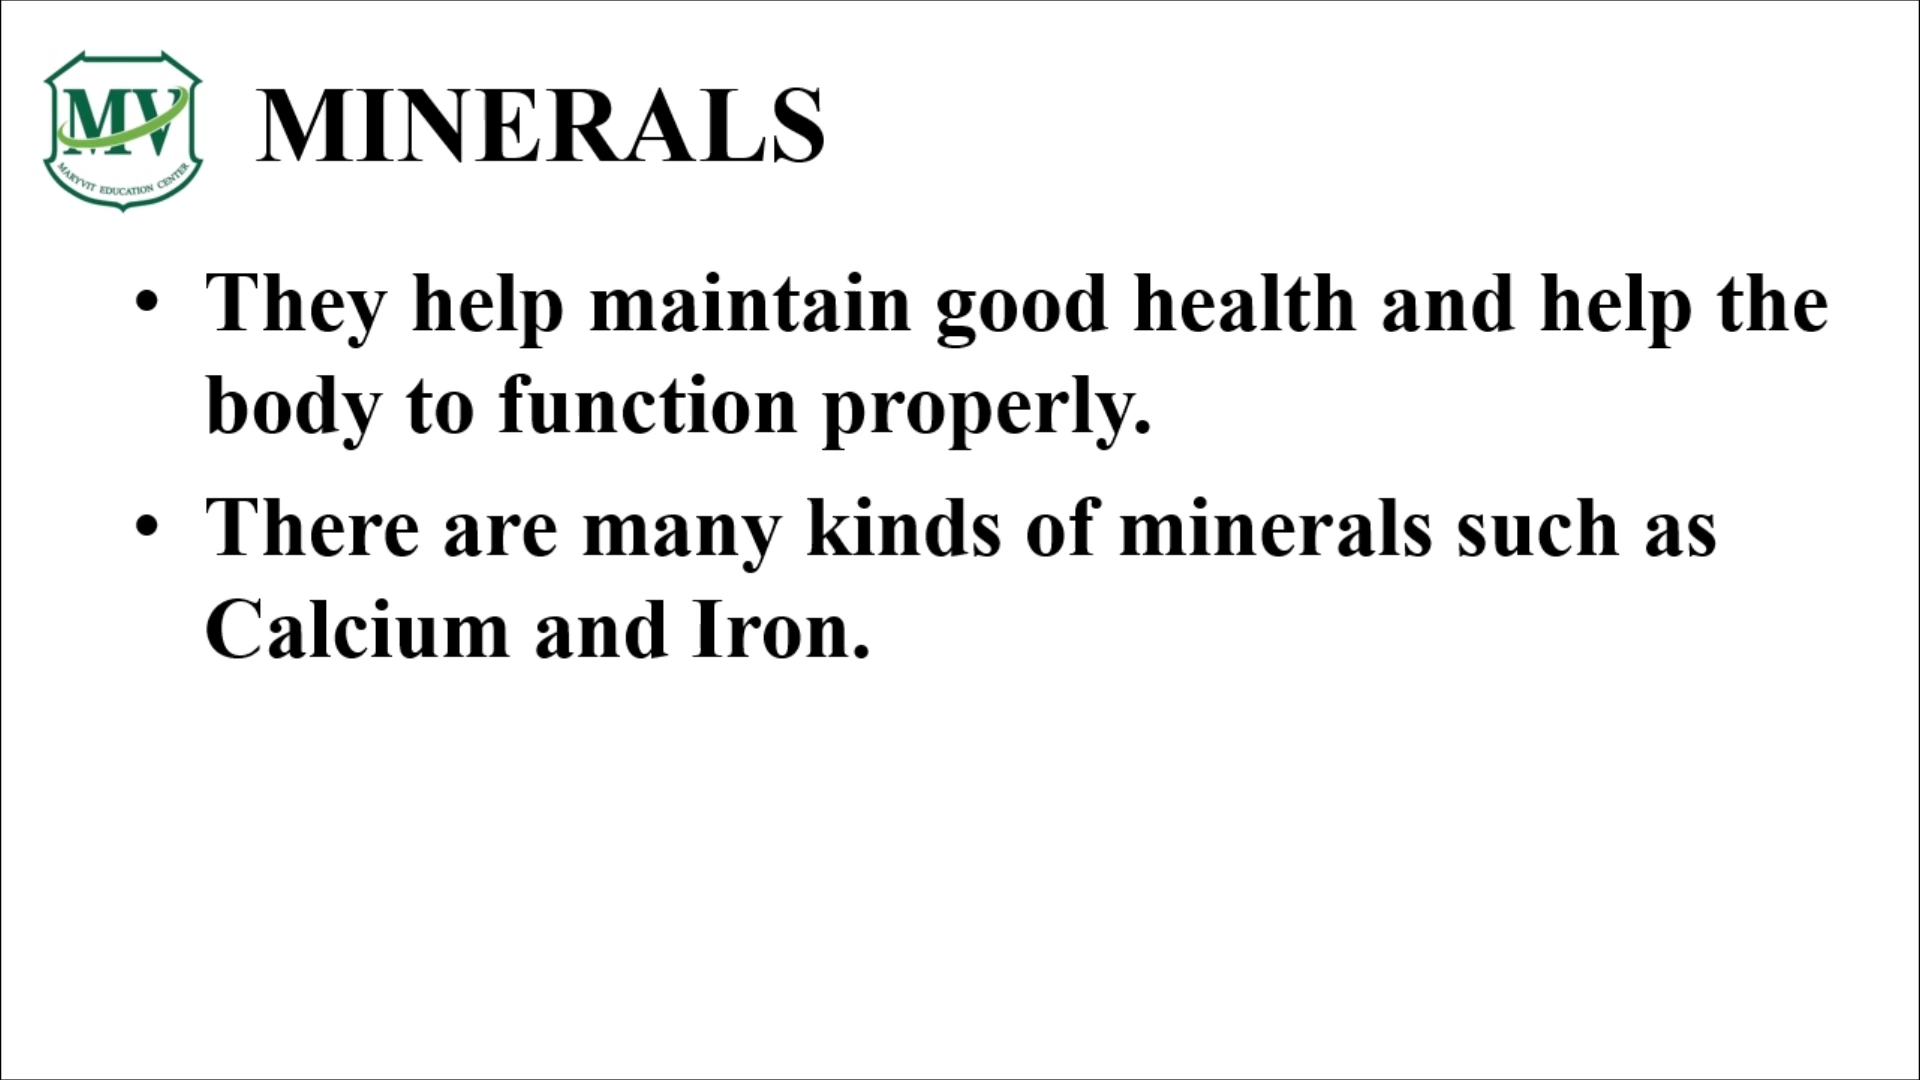 MV
MARYVIT EDUCATION CENTER
MINERALS
• They help maintain good health and help the
body to function properly.
• There are many kinds of minerals such as
Calcium and Iron.